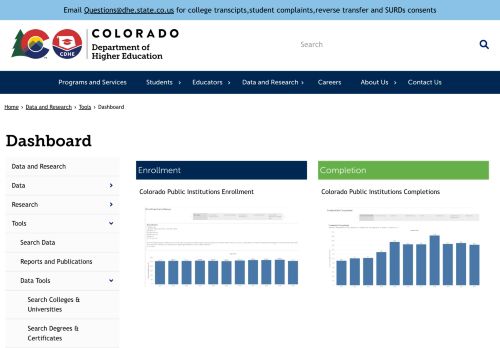 Email Questions@dhe.state.co.us for college transcipts,student complaints,reverse transfer and SURDs consents
COLORADO
Department of
Higher Education
CDHE
Search
Programs and Services
Students
Educators
Data and Research
Careers
About Us
Contact Us
Home › Data and Research › Tools › Dashboard
Dashboard
Data and Research
Data
Research
Tools
Search Data
Reports and Publications
Data Tools
Search Colleges &
Universities
Search Degrees &
Certificates
Enrollment
Colorado Public Institutions Enrollment
Completion
Colorado Public Institutions Completions